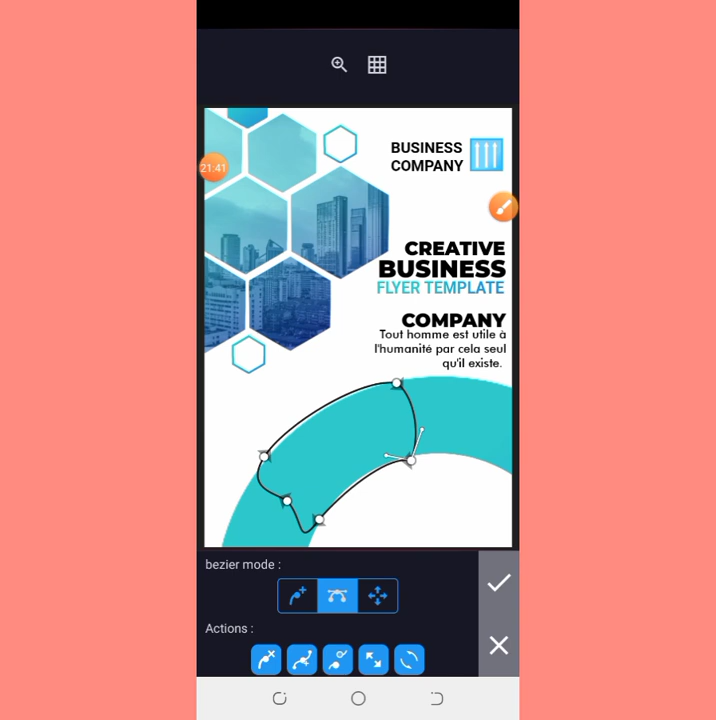 21:41
BUSINESS
COMPANY
CREATIVE
BUSINESS
FLYER TEMPLATE
COMPANY
Tout homme est utile à
l'humanité par cela seul
qu'il existe.
bezier mode :
Actions :